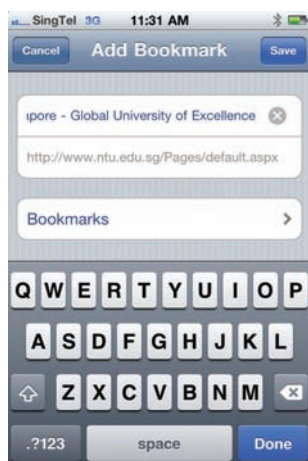 SingTel 3G 11:31 AM
Cancel Add Bookmark Save
pore - Global University of Excellence
http://www.ntu.edu.sg/Pages/default.aspx
Bookmarks
Q W E R T Y U I O P
A S D F G H J K L
Z X C V B N M
.?123 space Done